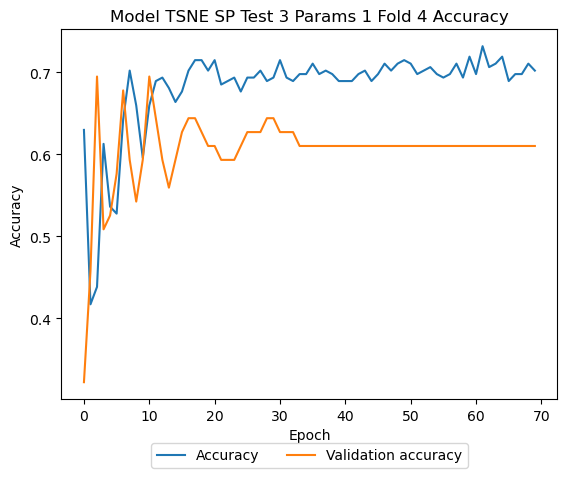 Model TSNE SP Test 3 Params 1 Fold 4 Accuracy
0.7
0.6
0.5
0.4
Accuracy
0 10 20 30 40 50 60 70
Epoch
Accuracy Validation accuracy